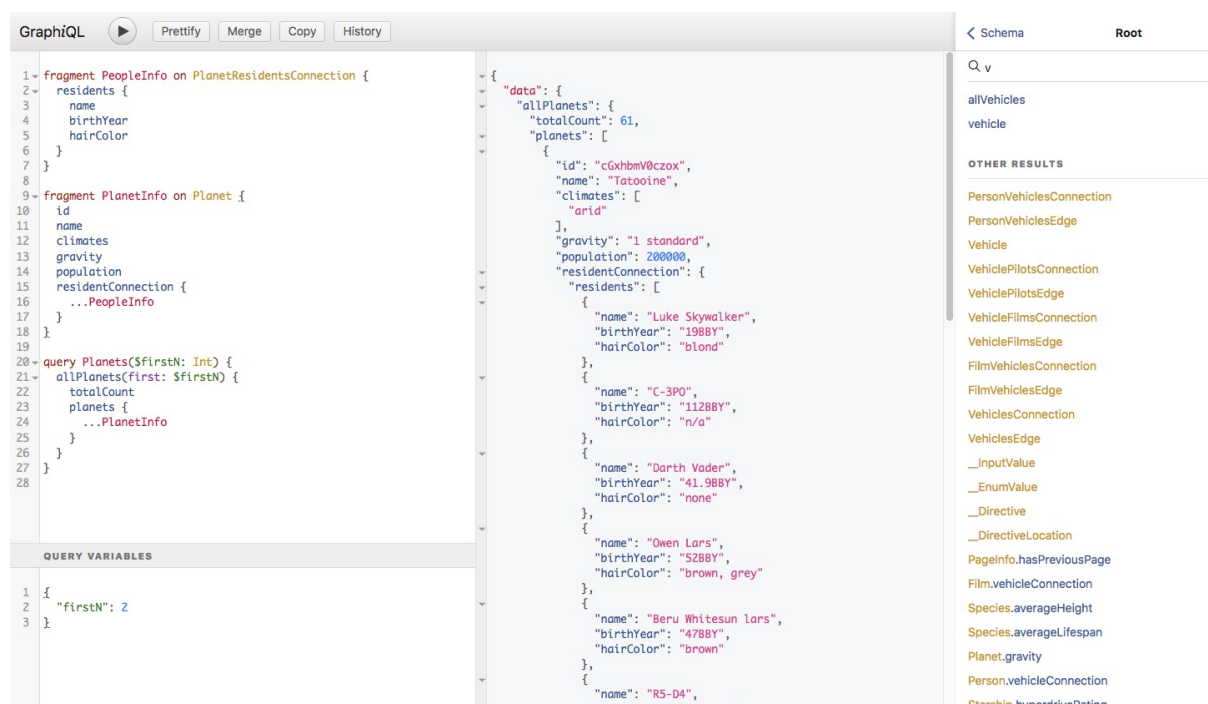 GraphiQL Prettify Merge Copy History
1 fragment PeopleInfo on PlanetResidentsConnection {
2 residents {
3 name
4 birthYear
5 hairColor
6 }
7 }
8
9 fragment PlanetInfo on Planet {
10 id
11 name
12 climates
13 gravity
14 population
15 residentConnection {
16 ...PeopleInfo
17 }
18 }
19
20 query Planets($firstN: Int) {
21 allPlanets(first: $firstN) {
22 totalCount
23 planets {
24 ...PlanetInfo
25 }
26 }
27 }
28
QUERY VARIABLES
1 {
2 "firstN": 2
3 }
{
"data": {
"allPlanets": {
"totalCount": 61,
"planets": [
{
"id": "cGxhbmV0czox",
"name": "Tatooine",
"climates": [
"arid"
],
"gravity": "1 standard",
"population": 200000,
"residentConnection": {
"residents": [
{
"name": "Luke Skywalker",
"birthYear": "19BBY",
"hairColor": "blond"
},
{
"name": "C-3PO",
"birthYear": "112BBY",
"hairColor": "n/a"
},
{
"name": "Darth Vader",
"birthYear": "41.9BBY",
"hairColor": "none"
},
{
"name": "Owen Lars",
"birthYear": "52BBY",
"hairColor": "brown, grey"
},
{
"name": "Beru Whitesun lars",
"birthYear": "47BBY",
"hairColor": "brown"
},
{
"name": "R5-D4",
Schema Root
v
allVehicles
vehicle
OTHER RESULTS
PersonVehiclesConnection
PersonVehiclesEdge
Vehicle
VehiclePilotsConnection
VehiclePilotsEdge
VehicleFilmsConnection
VehicleFilmsEdge
FilmVehiclesConnection
FilmVehiclesEdge
VehiclesConnection
VehiclesEdge
__InputValue
__EnumValue
__Directive
__DirectiveLocation
PageInfo.hasPreviousPage
Film.vehicleConnection
Species.averageHeight
Species.averageLifespan
Planet.gravity
Person.vehicleConnection
Starship.hyperdriveRating